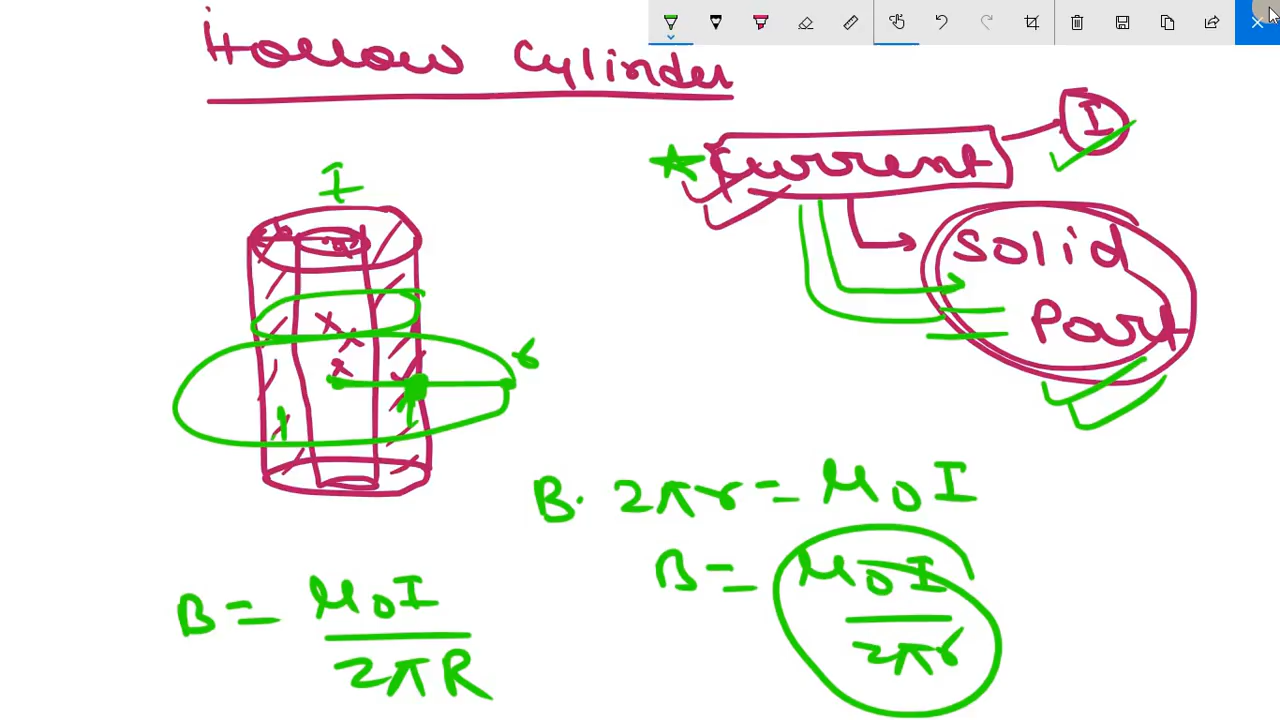 Hollow Cylinder
I
Current
I
Solid
Part
b
a
r
B. 2πr = μ0I
B = μ0I / 2πr
B = μ0I / 2πR